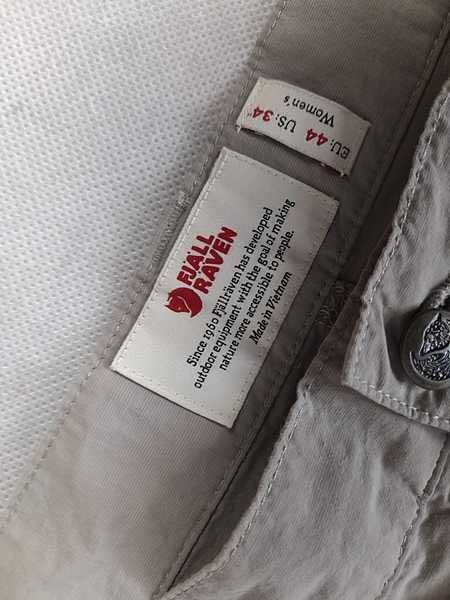 EU: 44 US: 34"
Women's
FJÄLL
RÄVEN
Since 1960 Fjällräven has developed
outdoor equipment with the goal of making
nature more accessible to people.
Made in Vietnam